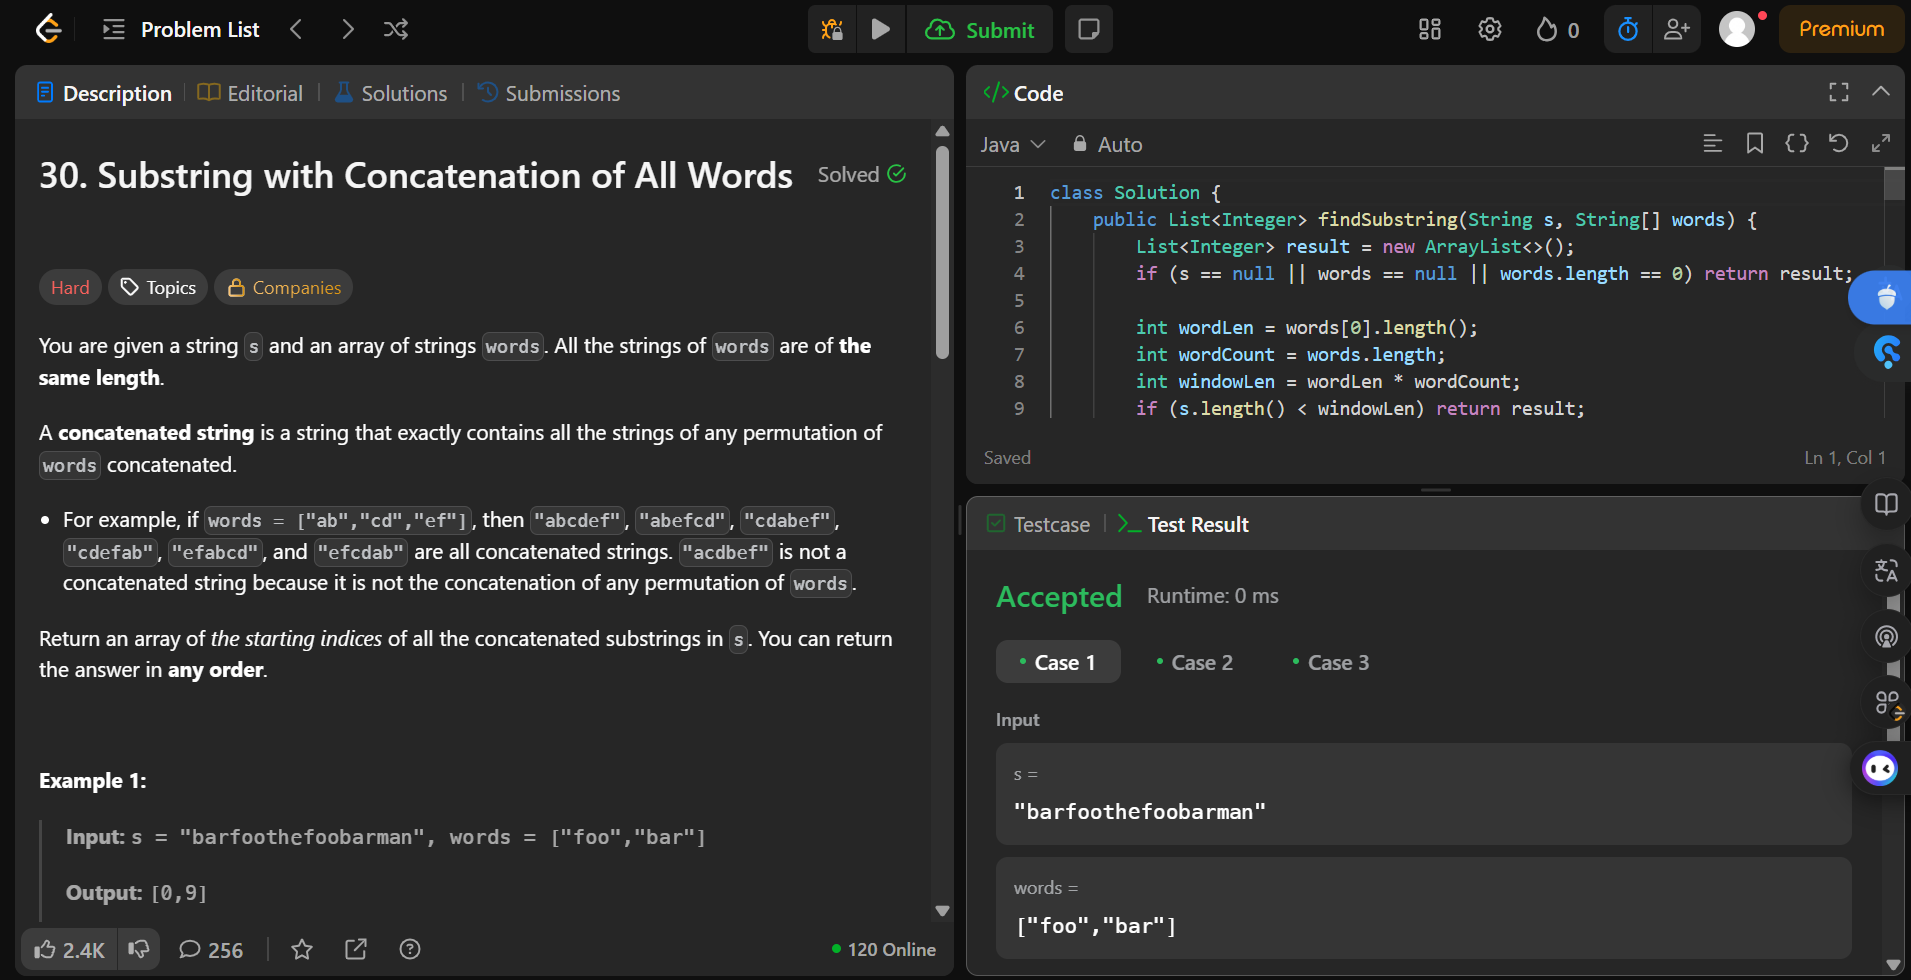 Problem List
Submit
0
Premium
Description
Editorial
Solutions
Submissions
30. Substring with Concatenation of All Words
Solved
Hard
Topics
Companies
You are given a string s and an array of strings words. All the strings of words are of the
same length.
A concatenated string is a string that exactly contains all the strings of any permutation of
words concatenated.
• For example, if words = ["ab","cd","ef"], then "abcdef", "abefcd", "cdabef",
"cdefab", "efabcd", and "efcdab" are all concatenated strings. "acdbef" is not a
concatenated string because it is not the concatenation of any permutation of words.
Return an array of the starting indices of all the concatenated substrings in s. You can return
the answer in any order.
Example 1:
Input: s = "barfoothefoobarman", words = ["foo","bar"]
Output: [0,9]
2.4K
256
120 Online
</> Code
Java
Auto
1 class Solution {
2 public List<Integer> findSubstring(String s, String[] words) {
3 List<Integer> result = new ArrayList<>();
4 if (s == null || words == null || words.length == 0) return result;
5
6 int wordLen = words[0].length();
7 int wordCount = words.length;
8 int windowLen = wordLen * wordCount;
9 if (s.length() < windowLen) return result;
Saved
Ln 1, Col 1
Testcase
Test Result
Accepted
Runtime: 0 ms
Case 1
Case 2
Case 3
Input
s =
"barfoothefoobarman"
words =
["foo","bar"]